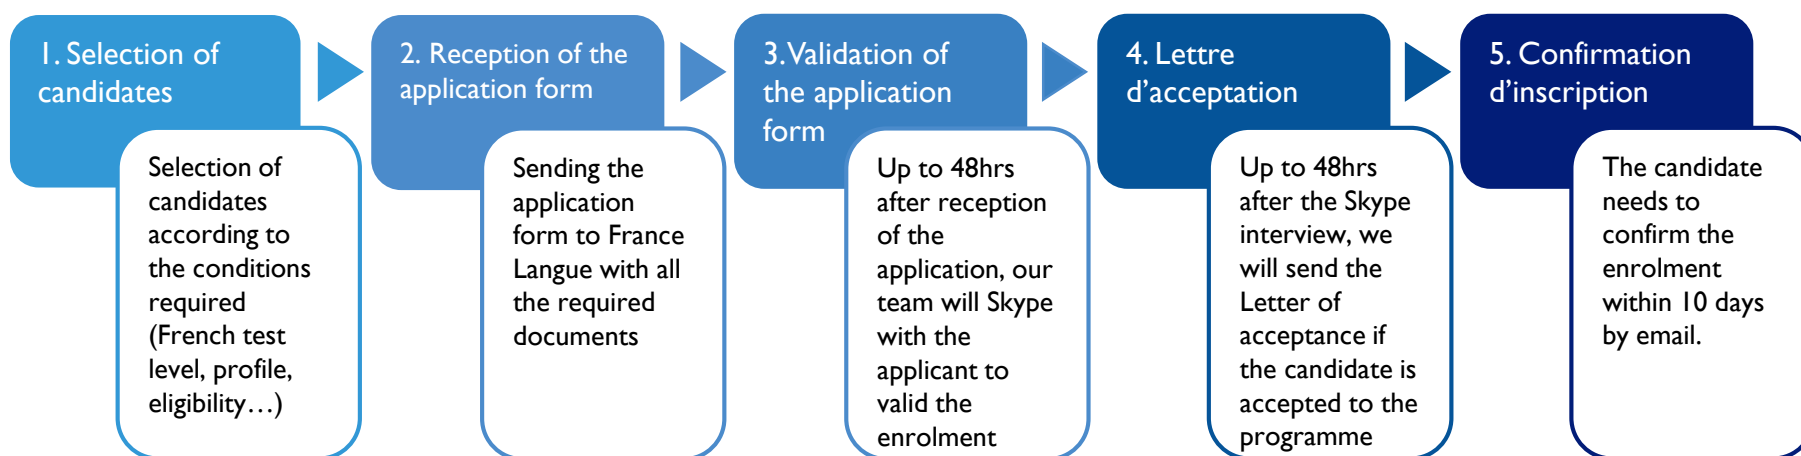 1. Selection of
candidates
Selection of
candidates
according to
the conditions
required
(French test
level, profile,
eligibility…)
2. Reception of the
application form
Sending the
application
form to France
Langue with all
the required
documents
3. Validation of
the application
form
Up to 48hrs
after reception
of the
application, our
team will Skype
with the
applicant to
valid the
enrolment
4. Lettre
d’acceptation
Up to 48hrs
after the Skype
interview, we
will send the
Letter of
acceptance if
the candidate is
accepted to the
programme
5. Confirmation
d’inscription
The candidate
needs to
confirm the
enrolment
within 10 days
by email.